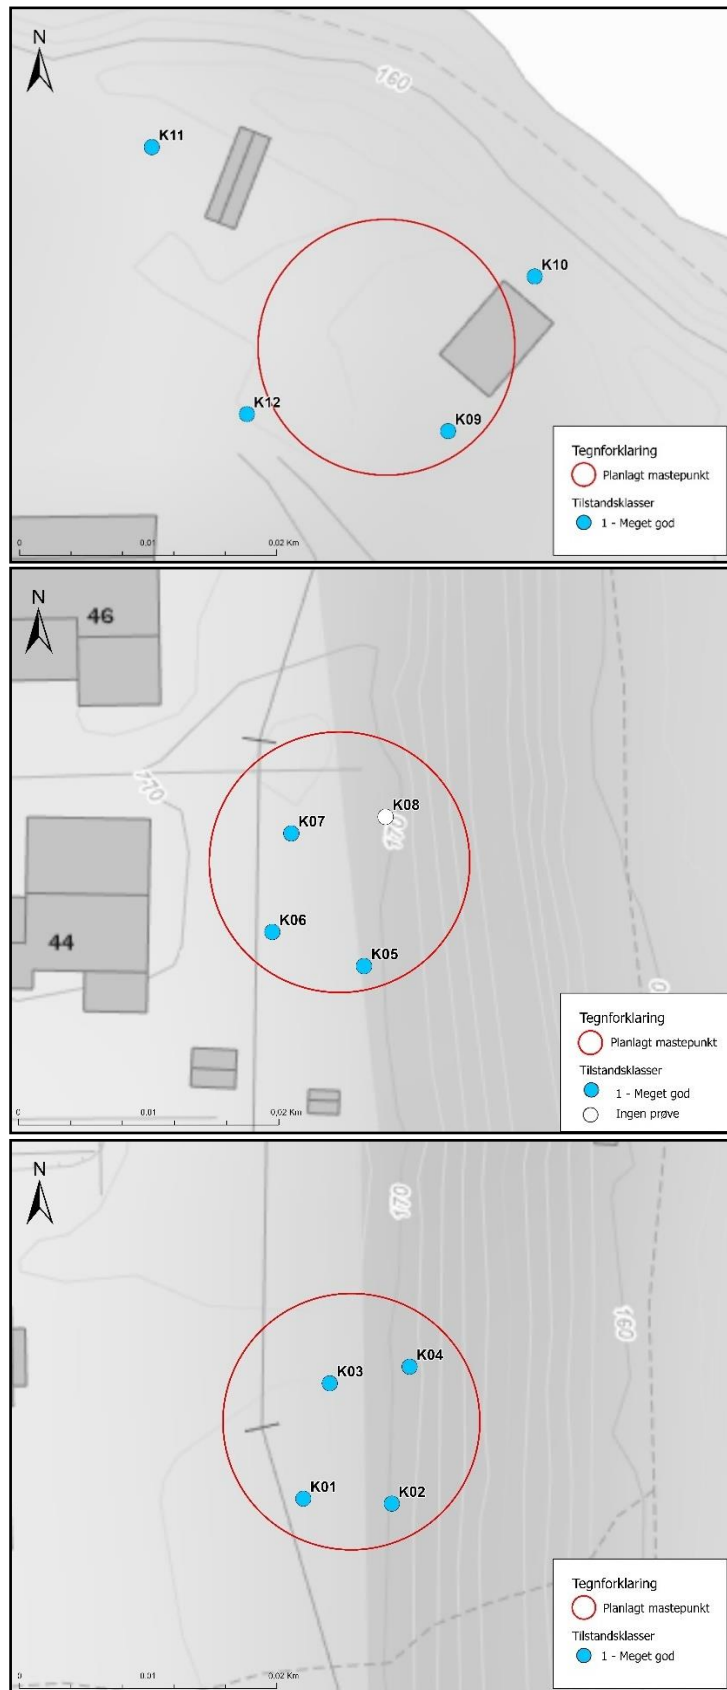 N
160
K11
K10
K12
K09
Tegnforklaring
Planlagt mastepunkt
Tilstandsklasser
1 - Meget god
0 0.01 0.02 Km
N
46
170
K08
K07
170
K06
44
K05
Tegnforklaring
Planlagt mastepunkt
Tilstandsklasser
1 - Meget god
Ingen prøve
0 0.01 0.02 Km
N
170
160
K04
K03
K01
K02
Tegnforklaring
Planlagt mastepunkt
Tilstandsklasser
1 - Meget god
0 0.01 0.02 Km